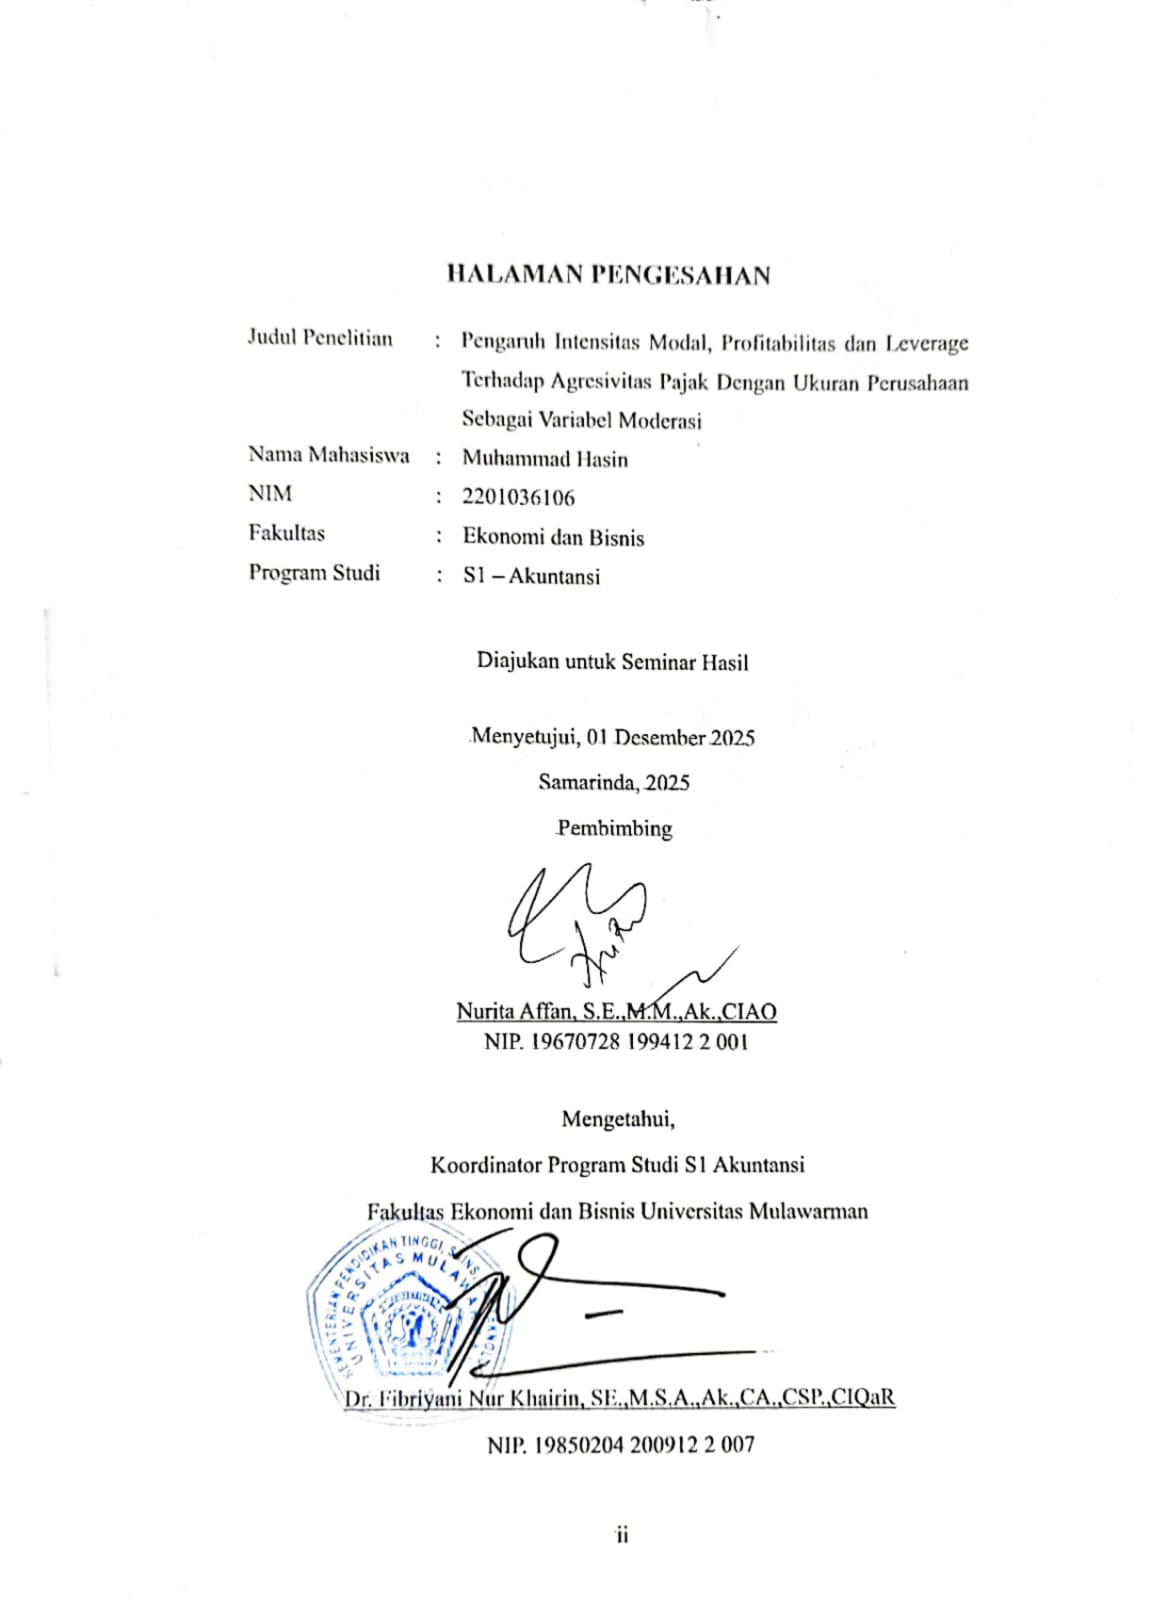 HALAMAN PENGESAHAN
Judul Penelitian : Pengaruh Intensitas Modal, Profitabilitas dan Leverage
Terhadap Agresivitas Pajak Dengan Ukuran Perusahaan
Sebagai Variabel Moderasi
Nama Mahasiswa : Muhammad Hasin
NIM : 2201036106
Fakultas : Ekonomi dan Bisnis
Program Studi : S1 – Akuntansi
Diajukan untuk Seminar Hasil
Menyetujui, 01 Desember 2025
Samarinda, 2025
Pembimbing
Nurita Affan, S.E.,M.M.,Ak.,CIAO
NIP. 19670728 199412 2 001
Mengetahui,
Koordinator Program Studi S1 Akuntansi
Fakultas Ekonomi dan Bisnis Universitas Mulawarman
KEMENTERIAN PENDIDIKAN TINGGI,
UNIVERSITAS
Dr. Fibriyani Nur Khairin, SE.,M.S.A.,Ak.,CA.,CSP.,CIQaR
NIP. 19850204 200912 2 007
ii